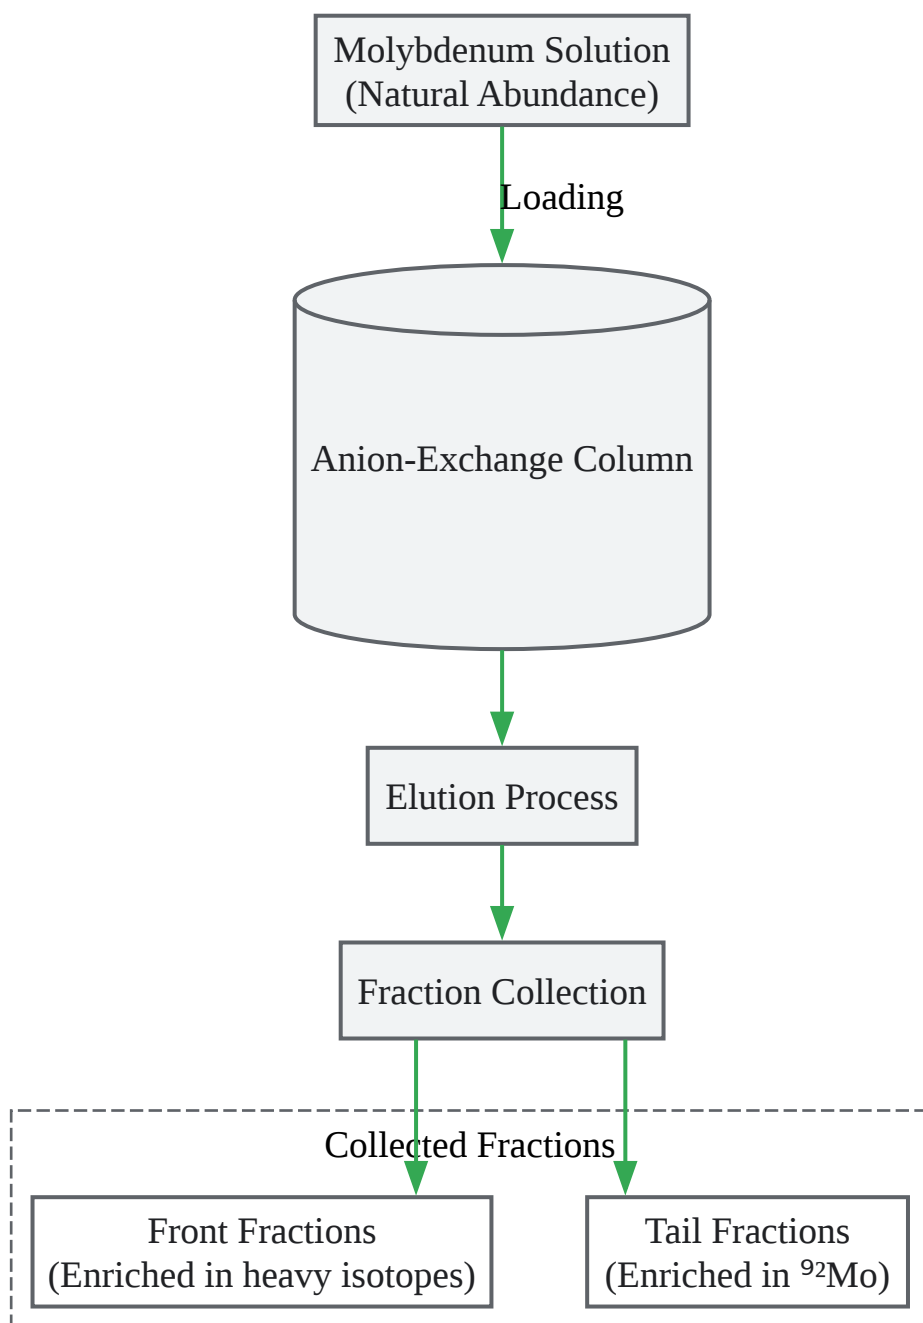 Molybdenum Solution
(Natural Abundance)
Loading
Anion-Exchange Column
Elution Process
Fraction Collection
Collected Fractions
Front Fractions
(Enriched in heavy isotopes)
Tail Fractions
(Enriched in ⁹²Mo)